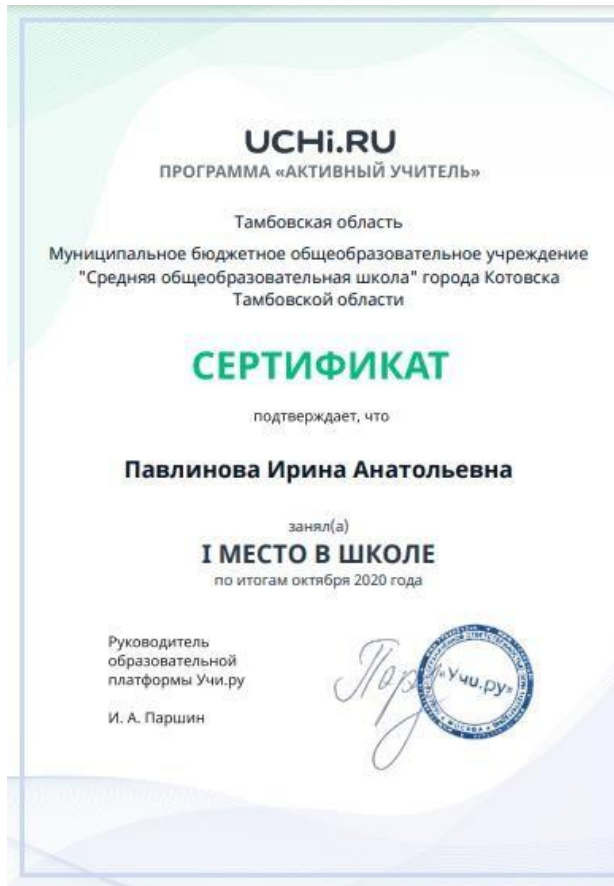 UCHi.RU
ПРОГРАММА «АКТИВНЫЙ УЧИТЕЛЬ»
Тамбовская область
Муниципальное бюджетное общеобразовательное учреждение
"Средняя общеобразовательная школа" города Котовска
Тамбовской области
СЕРТИФИКАТ
подтверждает, что
Павлинова Ирина Анатольевна
занял(а)
I МЕСТО В ШКОЛЕ
по итогам октября 2020 года
Руководитель
образовательной
платформы Учи.ру
И. А. Паршин
«Учи.ру»
МОСКВА